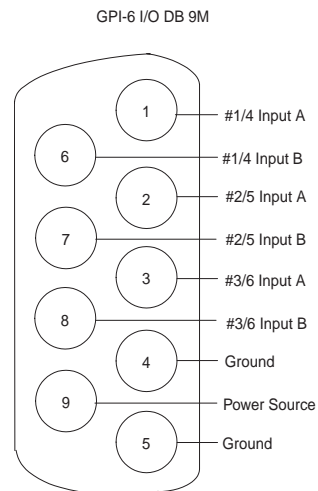 GPI-6 I/O DB 9M
1 #1/4 Input A
6 #1/4 Input B
2 #2/5 Input A
7 #2/5 Input B
3 #3/6 Input A
8 #3/6 Input B
4 Ground
9 Power Source
5 Ground